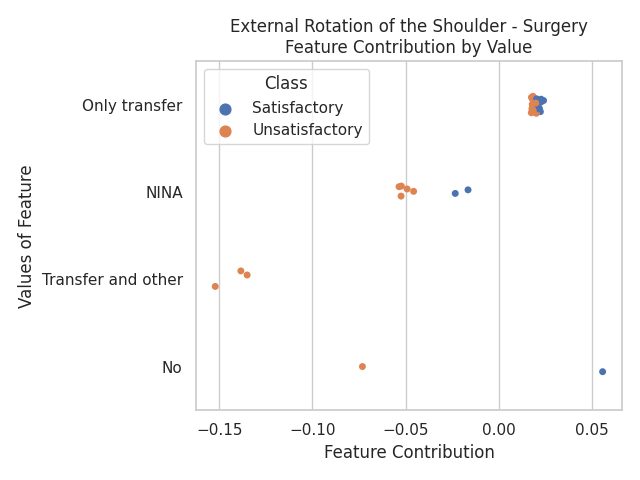 External Rotation of the Shoulder - Surgery
Feature Contribution by Value
Class
Satisfactory
Unsatisfactory
Only transfer
NINA
Transfer and other
No
Values of Feature
−0.15 −0.10 −0.05 0.00 0.05
Feature Contribution